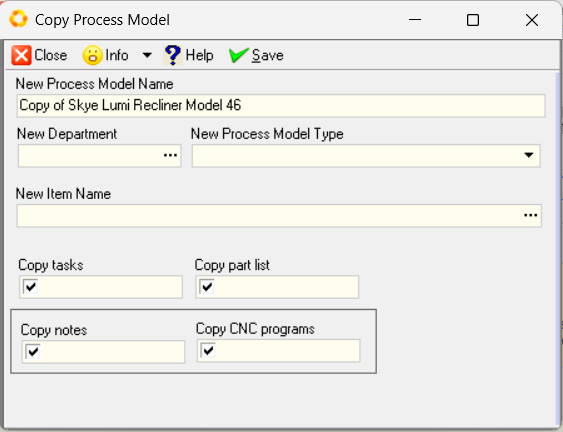 Copy Process Model
Close Info Help Save
New Process Model Name
Copy of Skye Lumi Recliner Model 46
New Department New Process Model Type
New Item Name
Copy tasks Copy part list
Copy notes Copy CNC programs